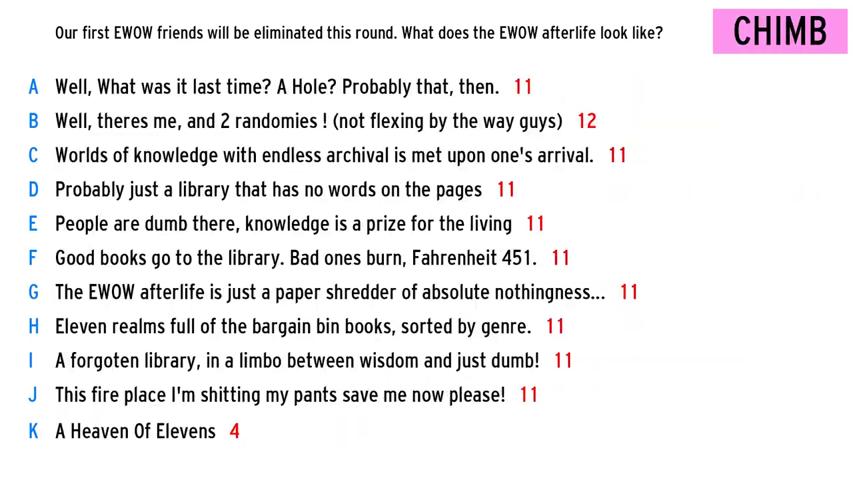 Our first EWOW friends will be eliminated this round. What does the EWOW afterlife look like?
CHIMB
A Well, What was it last time? A Hole? Probably that, then. 11
B Well, theres me, and 2 randomies ! (not flexing by the way guys) 12
C Worlds of knowledge with endless archival is met upon one's arrival. 11
D Probably just a library that has no words on the pages 11
E People are dumb there, knowledge is a prize for the living 11
F Good books go to the library. Bad ones burn, Fahrenheit 451. 11
G The EWOW afterlife is just a paper shredder of absolute nothingness... 11
H Eleven realms full of the bargain bin books, sorted by genre. 11
I A forgoten library, in a limbo between wisdom and just dumb! 11
J This fire place I'm shitting my pants save me now please! 11
K A Heaven Of Elevens 4